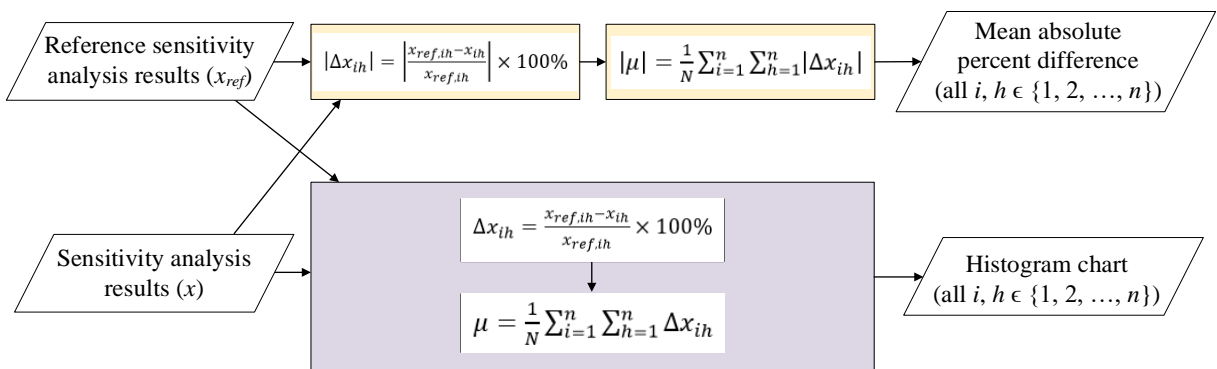 Reference sensitivity
analysis results (x_ref)
|Δx_ih| = |(x_ref,ih − x_ih)/x_ref,ih| × 100%
|μ| = 1/N ∑_{i=1}^{n} ∑_{h=1}^{n} |Δx_ih|
Mean absolute
percent difference
(all i, h ϵ {1, 2, …, n})
Sensitivity analysis
results (x)
Δx_ih = (x_ref,ih − x_ih)/x_ref,ih × 100%
μ = 1/N ∑_{i=1}^{n} ∑_{h=1}^{n} Δx_ih
Histogram chart
(all i, h ϵ {1, 2, …, n})